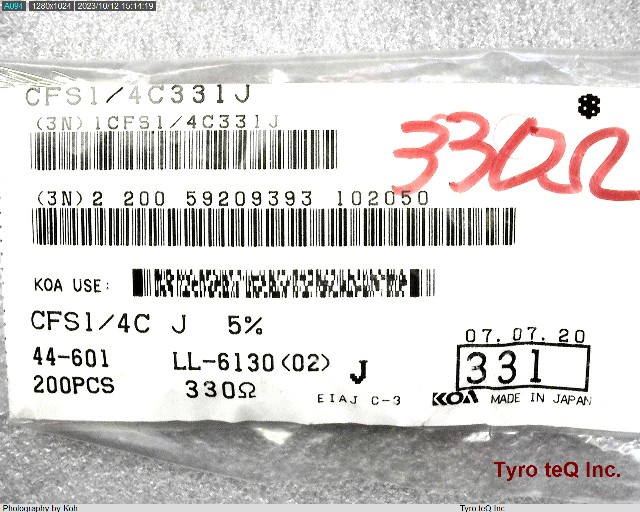 A094 1280x1024 2023/10/12 15:14:19
CFS1/4C331J
(3N)1CFS1/4C331J
330Ω
(3N)2 200 59209393 102050
KOA USE:
CFS1/4C J 5%
44-601 LL-6130(02) J
200PCS 330Ω
EIAJ C-3
07.07.20
331
KOA MADE IN JAPAN
Tyro teQ Inc.
Photography by Koh Tyro teQ Inc